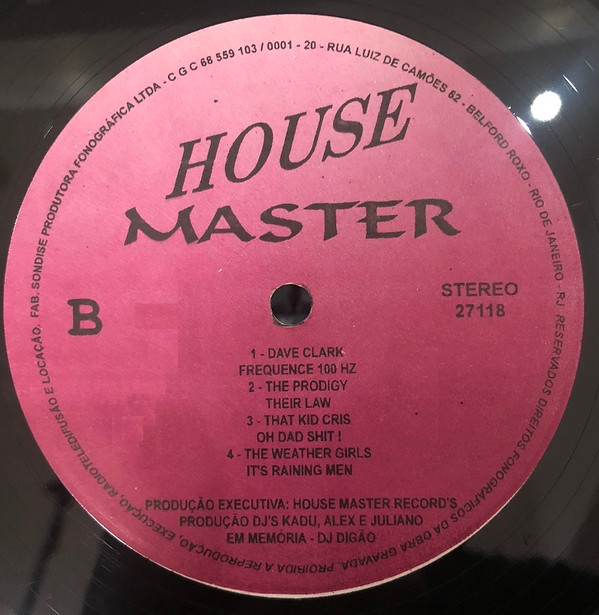 FAB. SONDISE PRODUTORA FONOGRÁFICA LTDA - C G C 68 559 103 / 0001 - 20 - RUA LUIZ DE CAMÕES 62 - BELFORD ROXO - RIO DE JANEIRO - RJ
RESERVADOS DIREITOS FONOGRÁFICOS DA OBRA GRAVADA. PROIBIDA A REPRODUÇÃO, EXECUÇÃO, RADIOTELEDIFUSÃO E LOCAÇÃO.
HOUSE
MASTER
B
STEREO
27118
1 - DAVE CLARK
FREQUENCE 100 HZ
2 - THE PRODIGY
THEIR LAW
3 - THAT KID CRIS
OH DAD SHIT !
4 - THE WEATHER GIRLS
IT'S RAINING MEN
PRODUÇÃO EXECUTIVA: HOUSE MASTER RECORD'S
PRODUÇÃO DJ'S KADU, ALEX E JULIANO
EM MEMÓRIA - DJ DIGÃO